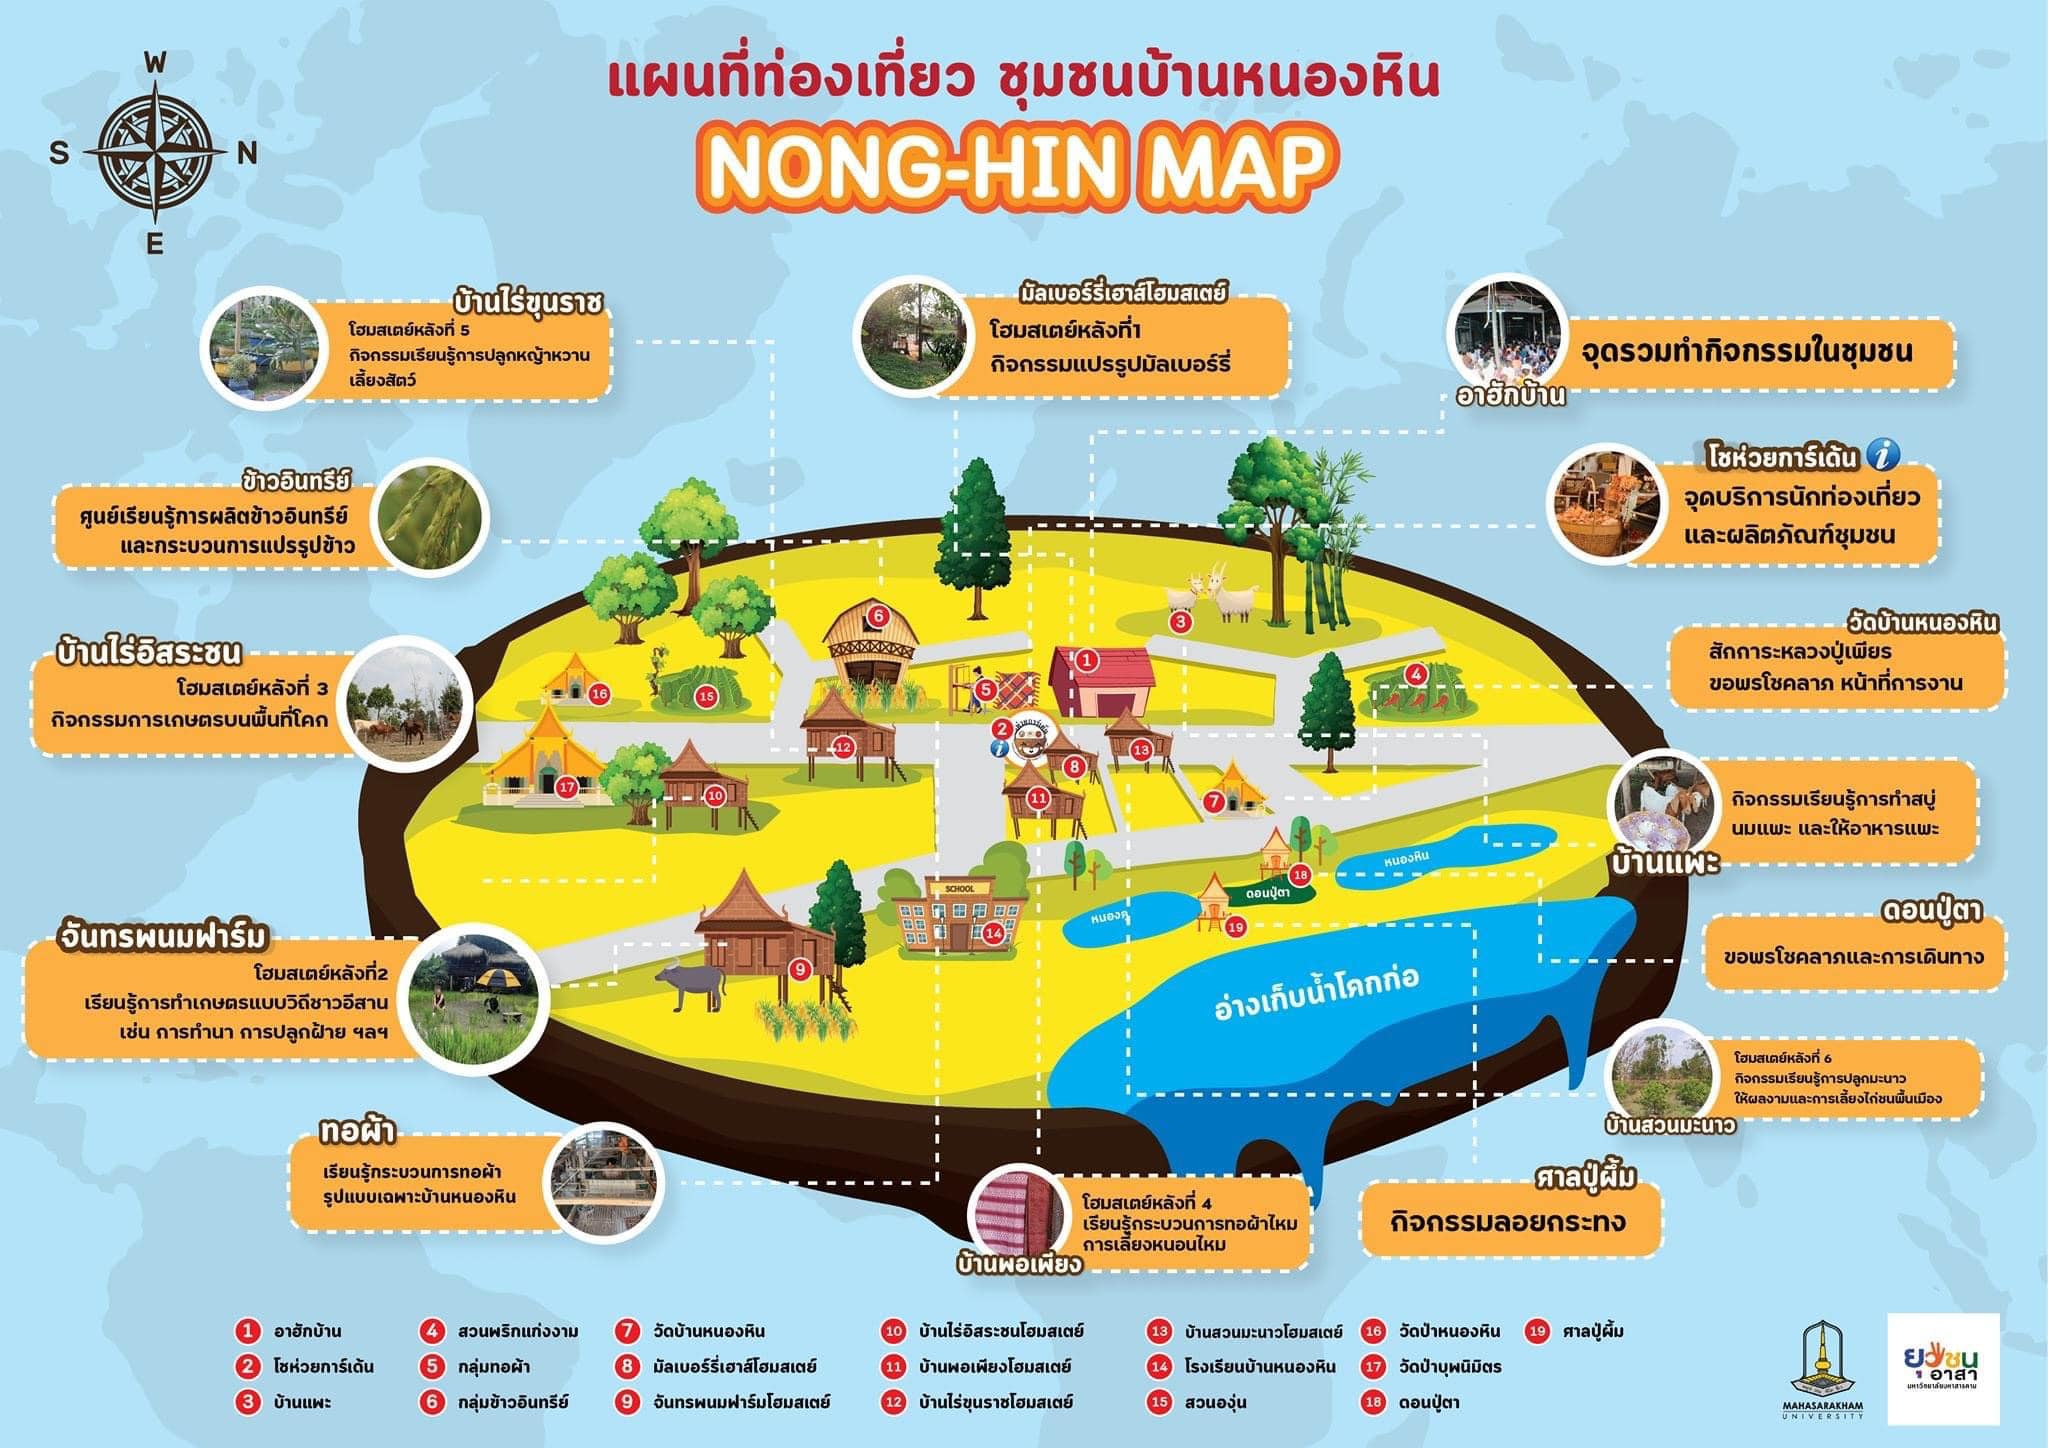 W
S
N
E
แผนที่ท่องเที่ยว ชุมชนบ้านหนองหิน
NONG-HIN MAP
บ้านไร่ขุนราช
โฮมสเตย์หลังที่ 5
กิจกรรมเรียนรู้การปลูกหญ้าหวาน
เลี้ยงสัตว์
มัลเบอร์รี่เฮาส์โฮมสเตย์
โฮมสเตย์หลังที่1
กิจกรรมแปรรูปมัลเบอร์รี่
จุดรวมทำกิจกรรมในชุมชน
อาฮักบ้าน
ข้าวอินทรีย์
ศูนย์เรียนรู้การผลิตข้าวอินทรีย์
และกระบวนการแปรรูปข้าว
โชห่วยการ์เด้น i
จุดบริการนักท่องเที่ยว
และผลิตภัณฑ์ชุมชน
บ้านไร่อิสระชน
โฮมสเตย์หลังที่ 3
กิจกรรมการเกษตรบนพื้นที่โคก
วัดบ้านหนองหิน
สักการะหลวงปู่เพียร
ขอพรโชคลาภ หน้าที่การงาน
กิจกรรมเรียนรู้การทำสบู่
นมแพะ และให้อาหารแพะ
บ้านแพะ
จันทรพนมฟาร์ม
โฮมสเตย์หลังที่2
เรียนรู้การทำเกษตรแบบวิถีชาวอีสาน
เช่น การทำนา การปลูกฝ้าย ฯลฯ
ดอนปู่ตา
ขอพรโชคลาภและการเดินทาง
โฮมสเตย์หลังที่ 6
กิจกรรมเรียนรู้การปลูกมะนาว
ให้ผลงามและการเลี้ยงไก่ชนพื้นเมือง
บ้านสวนมะนาว
ทอผ้า
เรียนรู้กระบวนการทอผ้า
รูปแบบเฉพาะบ้านหนองหิน
โฮมสเตย์หลังที่ 4
เรียนรู้กระบวนการทอผ้าไหม
การเลี้ยงหนอนไหม
บ้านพอเพียง
ศาลปู่ผึ้ม
กิจกรรมลอยกระทง
6
3
1
4
16
15
5
2
i
12
13
8
17
10
11
7
หนองหิน
18
ดอนปู่ตา
SCHOOL
14
19
9
อ่างเก็บน้ำโคกก่อ
1 อาฮักบ้าน
2 โชห่วยการ์เด้น
3 บ้านแพะ
4 สวนพริกแก่งงาม
5 กลุ่มทอผ้า
6 กลุ่มข้าวอินทรีย์
7 วัดบ้านหนองหิน
8 มัลเบอร์รี่เฮาส์โฮมสเตย์
9 จันทรพนมฟาร์มโฮมสเตย์
10 บ้านไร่อิสระชนโฮมสเตย์
11 บ้านพอเพียงโฮมสเตย์
12 บ้านไร่ขุนราชโฮมสเตย์
13 บ้านสวนมะนาวโฮมสเตย์
14 โรงเรียนบ้านหนองหิน
15 สวนองุ่น
16 วัดป่าหนองหิน
17 วัดป่าบุพนิมิตร
18 ดอนปู่ตา
19 ศาลปู่ผึ้ม
MAHASARAKHAM
UNIVERSITY
ยุวชน
อาสา
มหาวิทยาลัยมหาสารคาม